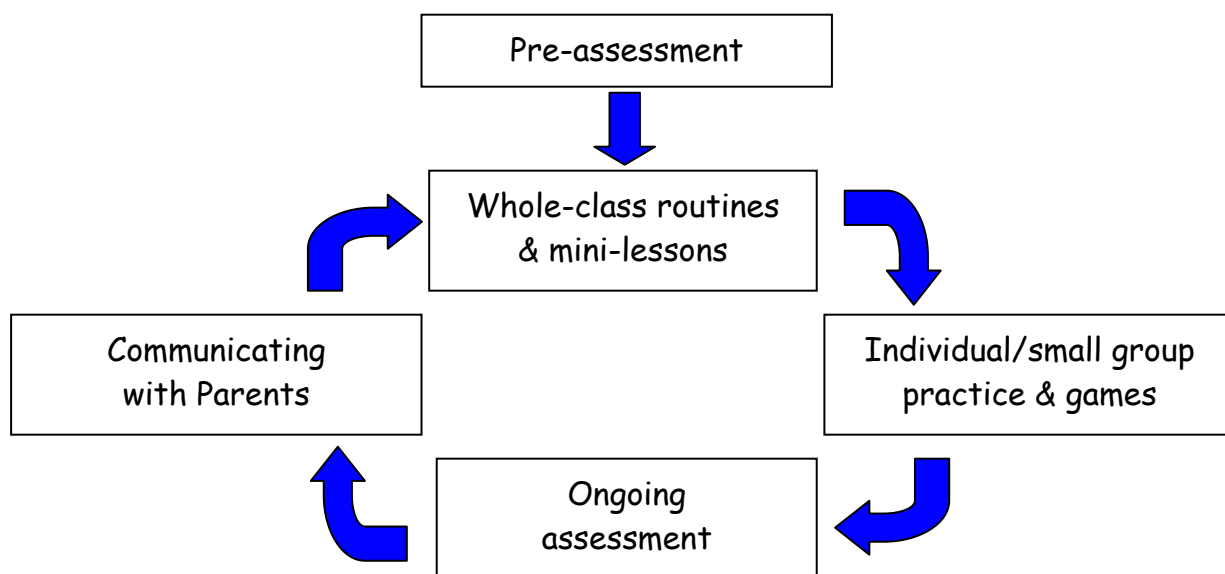 Pre-assessment
Whole-class routines
& mini-lessons
Individual/small group
practice & games
Ongoing
assessment
Communicating
with Parents